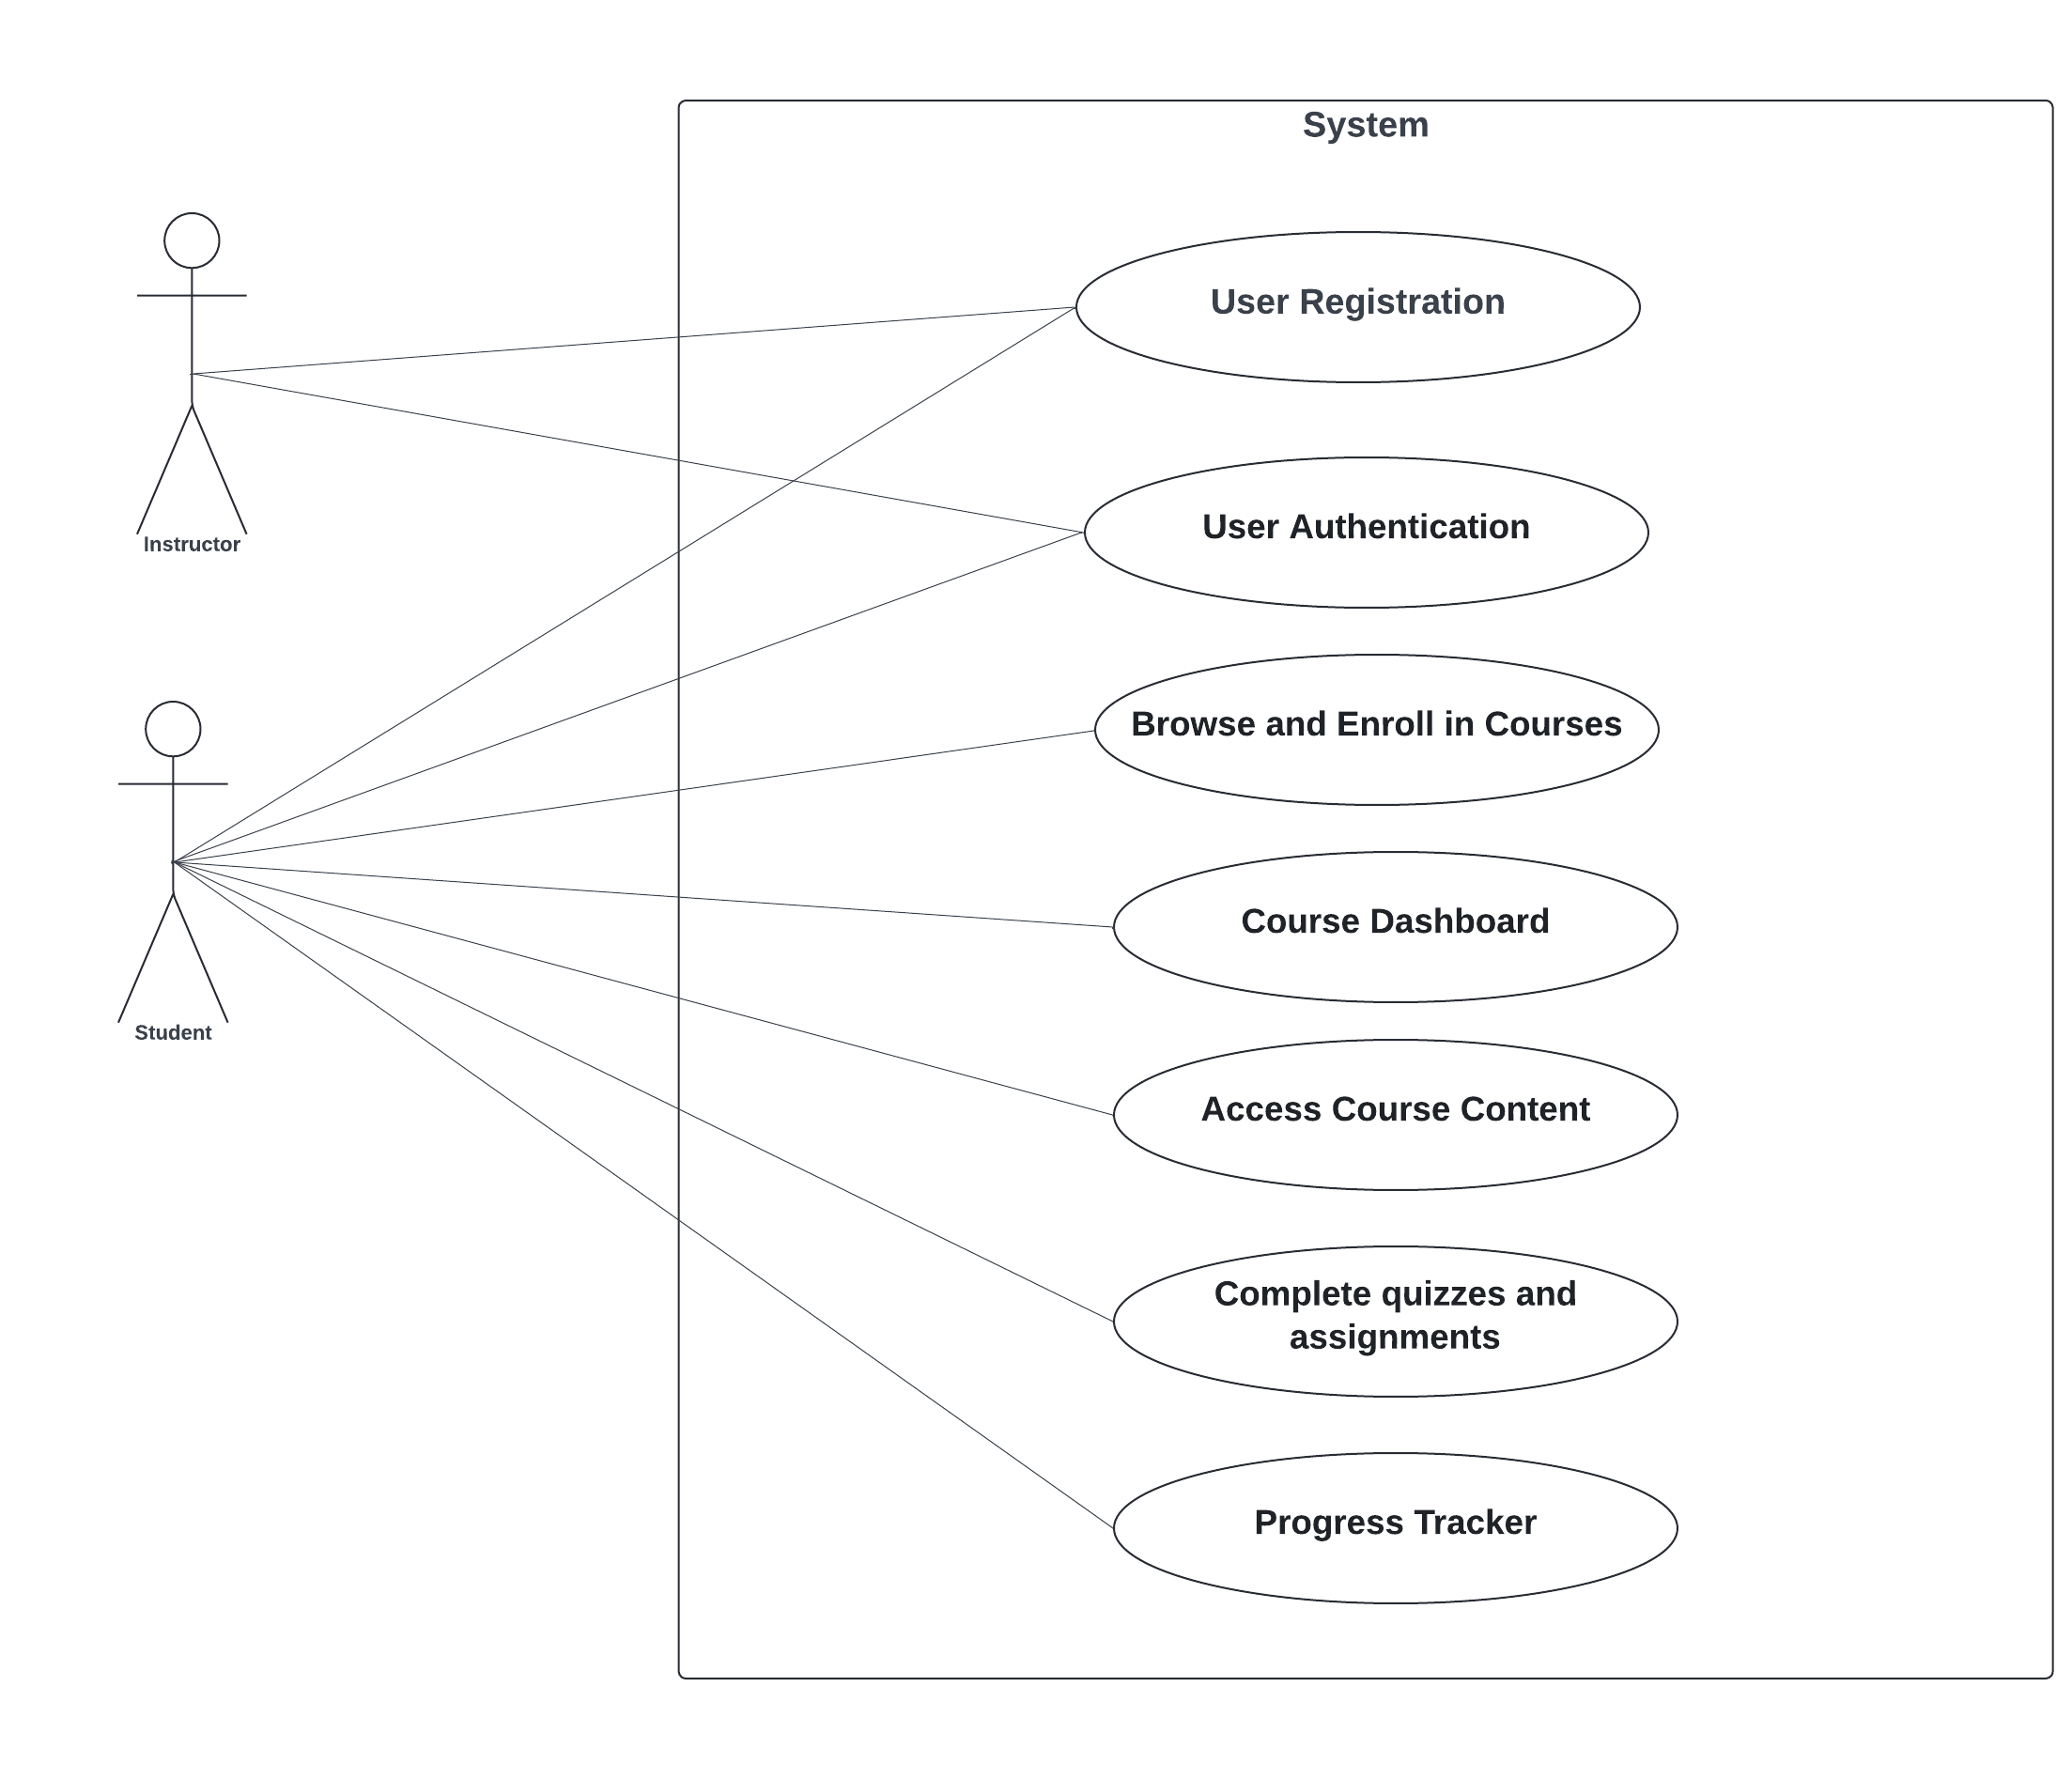 System
User Registration
User Authentication
Instructor
Browse and Enroll in Courses
Course Dashboard
Student
Access Course Content
Complete quizzes and
assignments
Progress Tracker